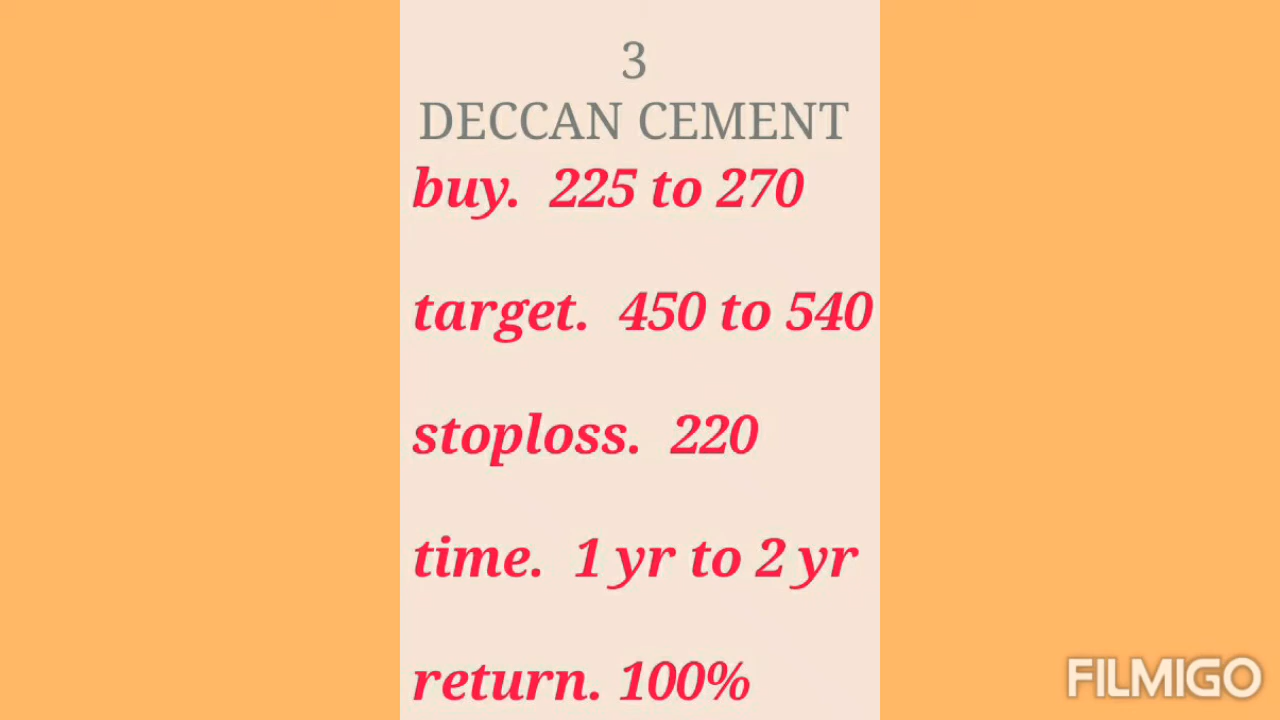 3
DECCAN CEMENT
buy. 225 to 270
target. 450 to 540
stoploss. 220
time. 1 yr to 2 yr
return. 100%
FILMIGO